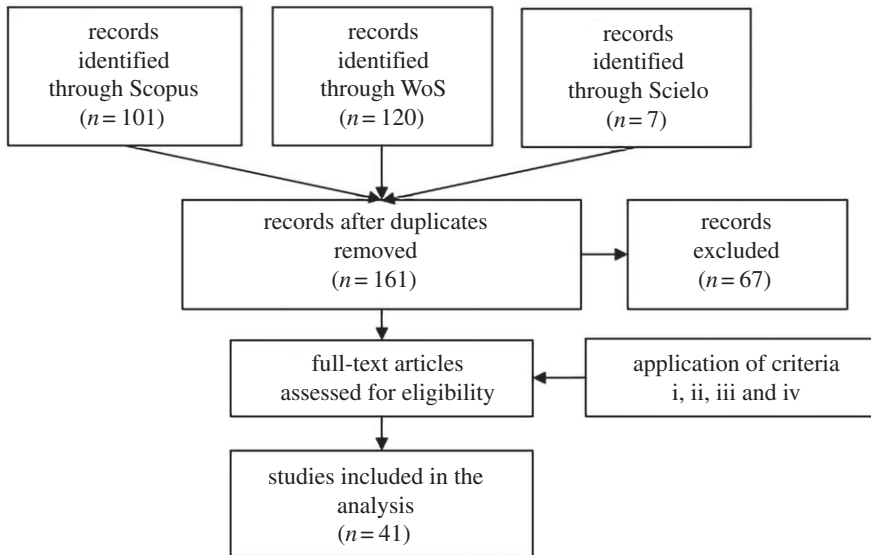 records
identified
through Scopus
(n = 101)
records
identified
through WoS
(n = 120)
records
identified
through Scielo
(n = 7)
records after duplicates
removed
(n = 161)
records
excluded
(n = 67)
full-text articles
assessed for eligibility
application of criteria
i, ii, iii and iv
studies included in the
analysis
(n = 41)